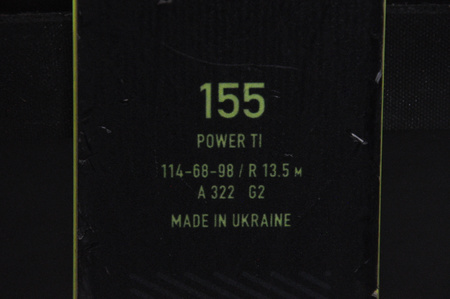 155
POWER TI
114-68-98 / R 13.5 M
A 322 G2
MADE IN UKRAINE